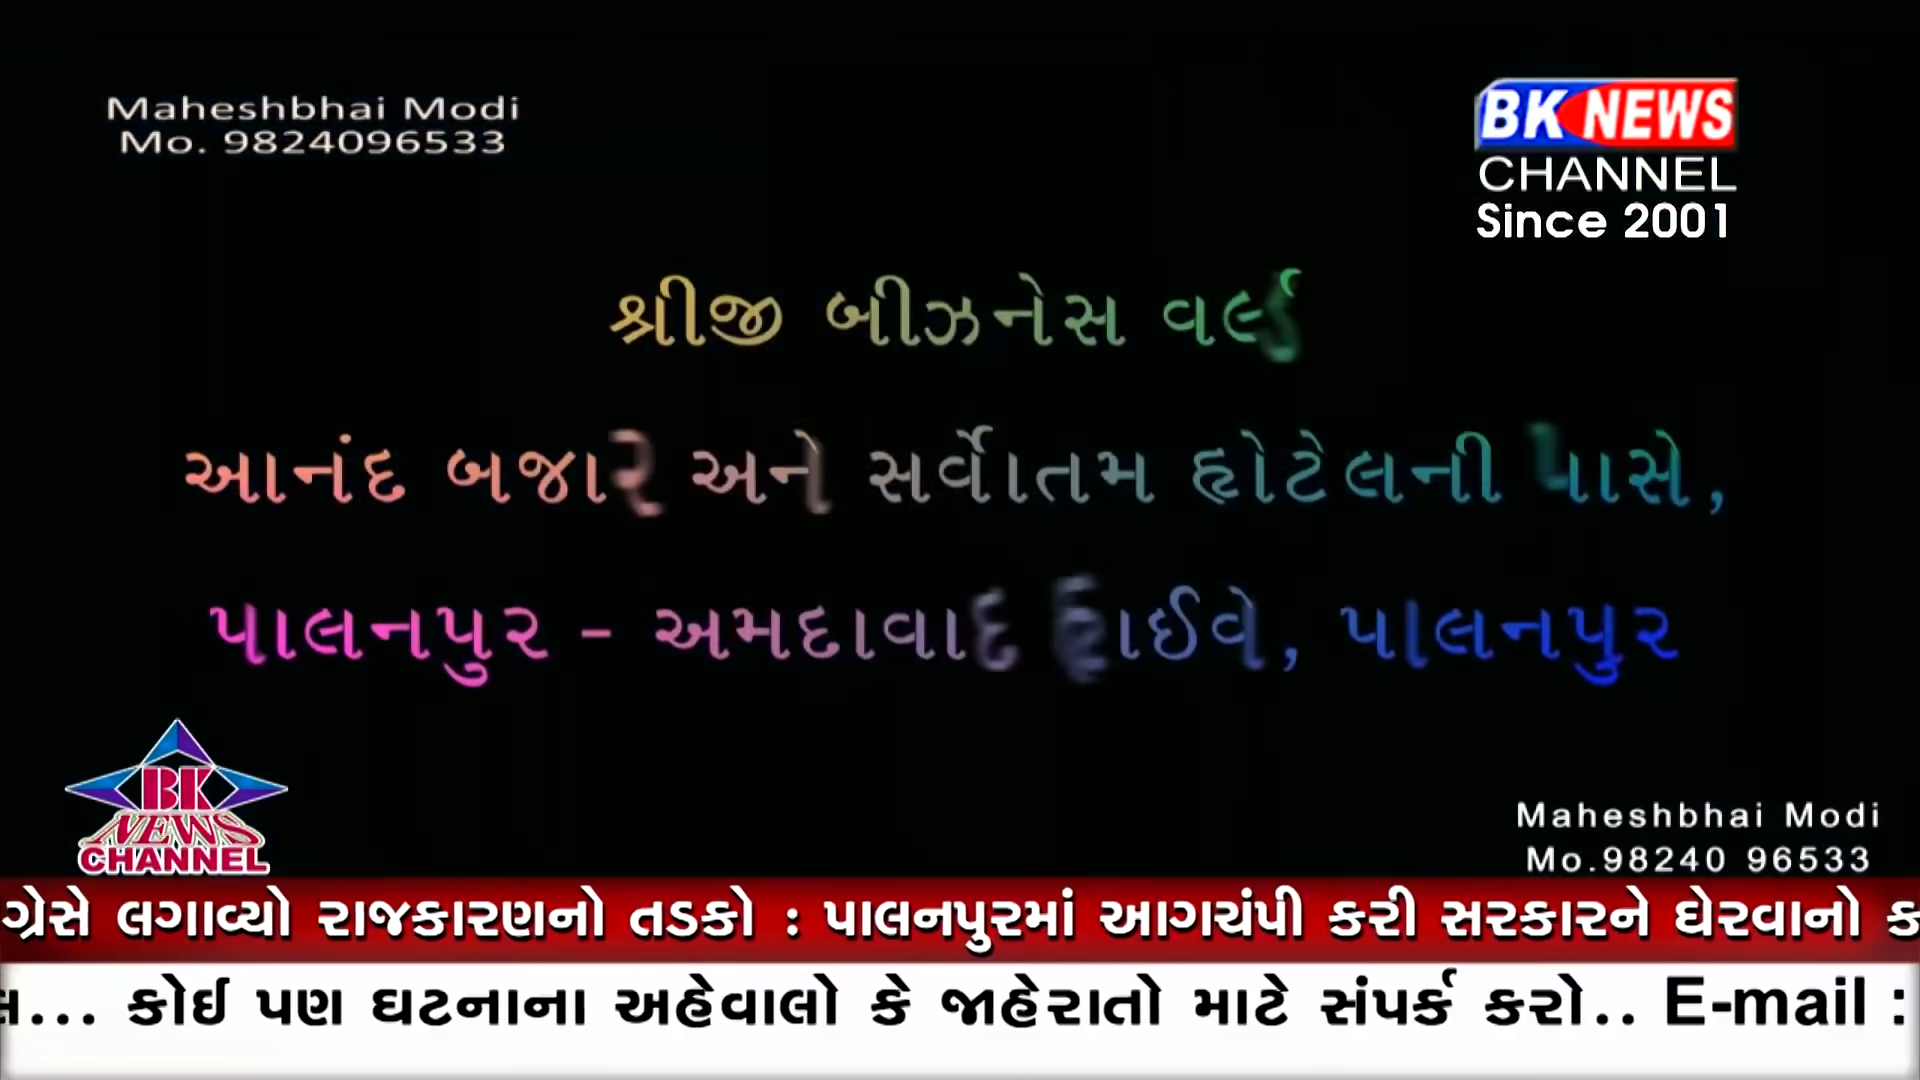 Maheshbhai Modi
Mo. 9824096533
BK NEWS
CHANNEL
Since 2001
શ્રીજી બીઝનેસ વર્લ્ડ
આનંદ બજાર અને સર્વોતમ હોટેલની પાસે,
પાલનપુર - અમદાવાદ હાઈવે, પાલનપુર
BK
NEWS
CHANNEL
Maheshbhai Modi
Mo.98240 96533
ગ્રેસે લગાવ્યો રાજકારણનો તડકો : પાલનપુરમાં આગચંપી કરી સરકારને ઘેરવાનો ક
... કોઈ પણ ઘટનાના અહેવાલો કે જાહેરાતો માટે સંપર્ક કરો.. E-mail :